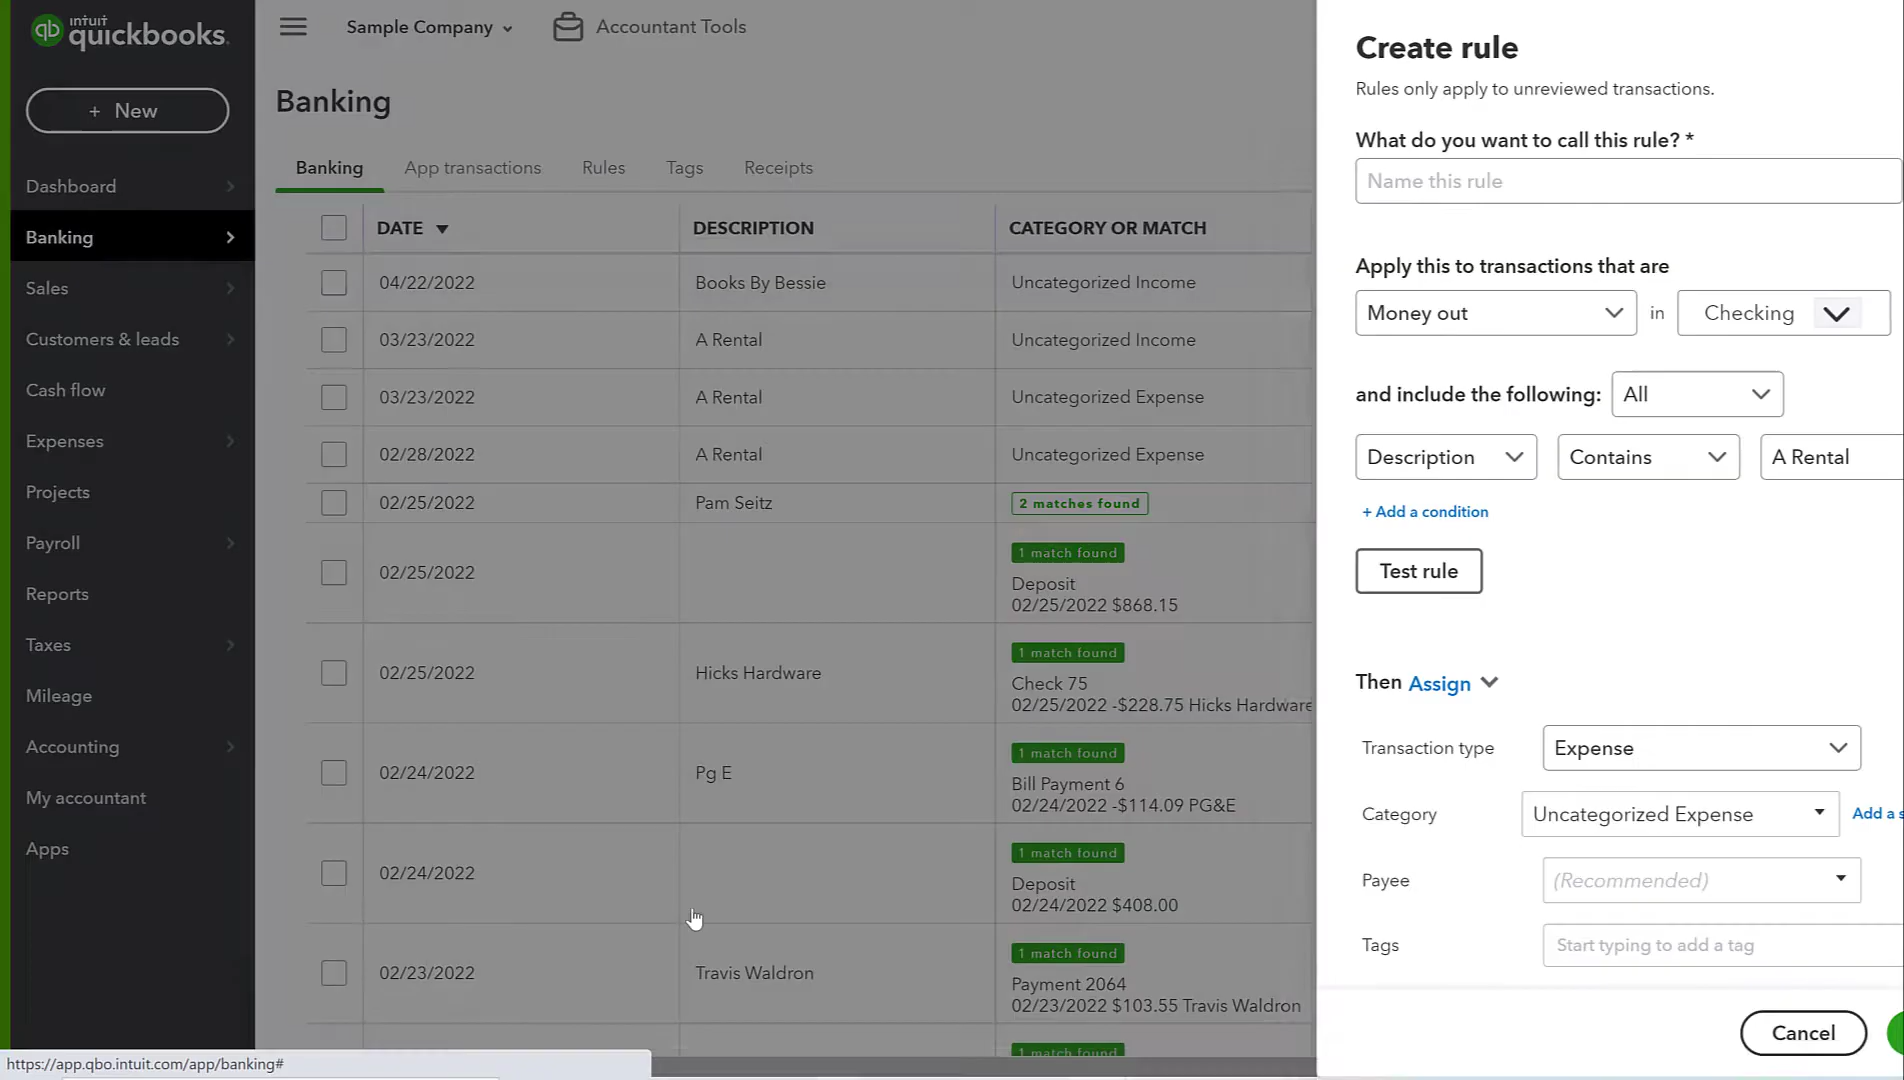 intuit
quickbooks.
+ New
Dashboard
Banking
Sales
Customers & leads
Cash flow
Expenses
Projects
Payroll
Reports
Taxes
Mileage
Accounting
My accountant
Apps
Sample Company
Accountant Tools
Banking
Banking App transactions Rules Tags Receipts
DATE DESCRIPTION CATEGORY OR MATCH
04/22/2022 Books By Bessie Uncategorized Income
03/23/2022 A Rental Uncategorized Income
03/23/2022 A Rental Uncategorized Expense
02/28/2022 A Rental Uncategorized Expense
02/25/2022 Pam Seitz 2 matches found
1 match found
02/25/2022 Deposit
02/25/2022 $868.15
1 match found
02/25/2022 Hicks Hardware Check 75
02/25/2022 -$228.75 Hicks Hardware
1 match found
02/24/2022 Pg E Bill Payment 6
02/24/2022 -$114.09 PG&E
1 match found
02/24/2022 Deposit
02/24/2022 $408.00
1 match found
02/23/2022 Travis Waldron Payment 2064
02/23/2022 $103.55 Travis Waldron
1 match found
Create rule
Rules only apply to unreviewed transactions.
What do you want to call this rule? *
Name this rule
Apply this to transactions that are
Money out in Checking
and include the following: All
Description Contains A Rental
+ Add a condition
Test rule
Then Assign
Transaction type Expense
Category Uncategorized Expense Add a s
Payee (Recommended)
Tags Start typing to add a tag
Cancel
https://app.qbo.intuit.com/app/banking#